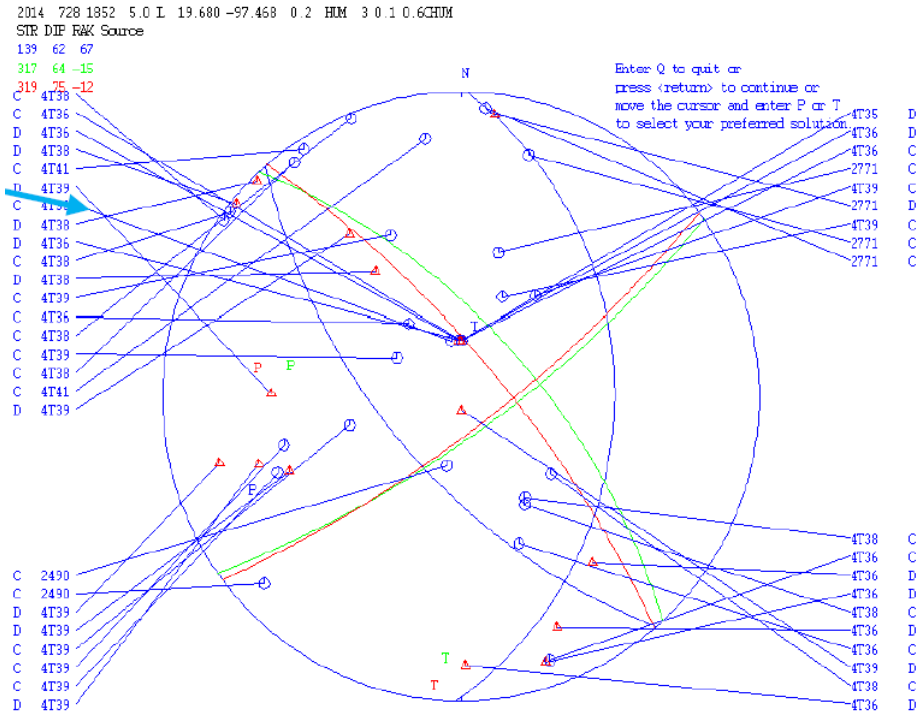 2014 728 1852 5.0 L 19.680 -97.468 0.2 HUM 3 0.1 0.6CHUM
STR DIP RAK Source
139 62 67
317 64 -15
319 75 -12
N
Enter Q to quit or
press <return> to continue or
move the cursor and enter P or T
to select your preferred solution
C 4T38
C 4T36
D 4T36
D 4T38
C 4T41
D 4T39
C
D 4T38
D 4T36
C 4T38
D 4T38
C 4T39
C 4T36
C 4T38
C 4T39
C 4T38
C 4T41
D 4T39
4T35 D
4T36 D
4T36 C
2771 C
4T39 C
2771 D
4T39 C
2771 C
2771 C
T
P P
P
T
T
C 2490
C 2490
D 4T39
D 4T39
C 4T39
C 4T39
C 4T39
D 4T39
4T38 C
4T36 C
4T36 D
4T36 D
4T38 C
4T36 D
4T36 C
4T39 D
4T38 C
4T36 D